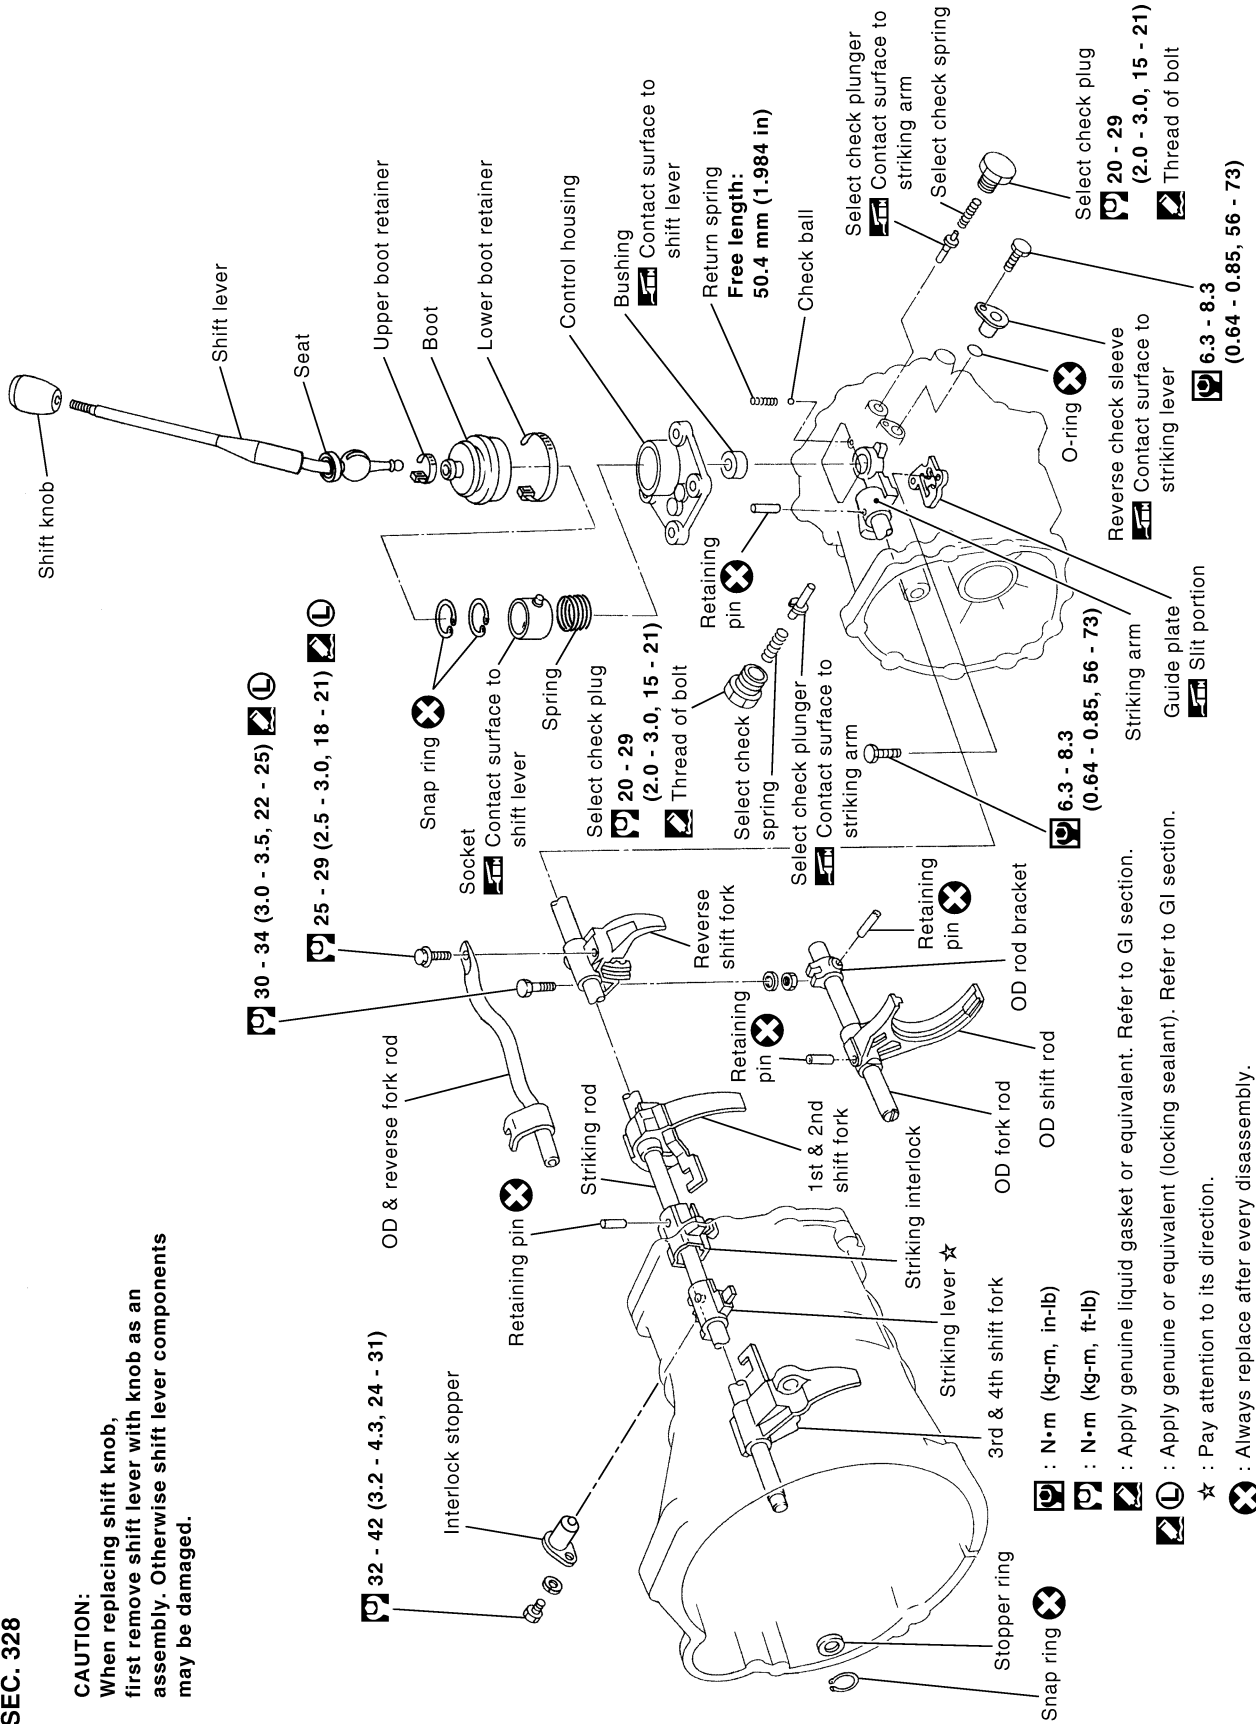 SEC. 328
CAUTION:
When replacing shift knob,
first remove shift lever with knob as an
assembly. Otherwise shift lever components
may be damaged.
Shift knob
Shift lever
Seat
Upper boot retainer
Boot
Lower boot retainer
Control housing
Bushing
Contact surface to
shift lever
Return spring
Free length:
50.4 mm (1.984 in)
Check ball
Select check plunger
Contact surface to
striking arm
Select check spring
Select check plug
20 - 29
(2.0 - 3.0, 15 - 21)
Thread of bolt
6.3 - 8.3
(0.64 - 0.85, 56 - 73)
Reverse check sleeve
Contact surface to
striking lever
O-ring
30 - 34 (3.0 - 3.5, 22 - 25) L
25 - 29 (2.5 - 3.0, 18 - 21) L
Snap ring
Socket
Contact surface to
shift lever
Spring
Select check plug
20 - 29
(2.0 - 3.0, 15 - 21)
Thread of bolt
Retaining
pin
Select check
spring
Select check plunger
Contact surface to
striking arm
6.3 - 8.3
(0.64 - 0.85, 56 - 73)
Striking arm
Guide plate
Slit portion
OD & reverse fork rod
Reverse
shift fork
Retaining
pin
OD rod bracket
Retaining
pin
OD shift rod
OD fork rod
Striking rod
1st & 2nd
shift fork
Retaining pin
Striking interlock
Striking lever ☆
3rd & 4th shift fork
32 - 42 (3.2 - 4.3, 24 - 31)
Interlock stopper
Stopper ring
Snap ring
: N•m (kg-m, in-lb)
: N•m (kg-m, ft-lb)
: Apply genuine liquid gasket or equivalent. Refer to GI section.
L : Apply genuine or equivalent (locking sealant). Refer to GI section.
☆ : Pay attention to its direction.
: Always replace after every disassembly.